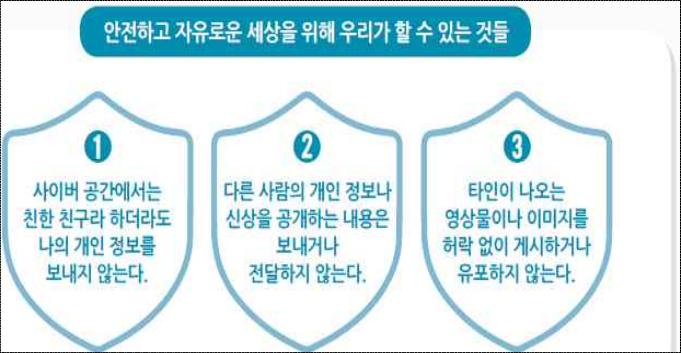 안전하고 자유로운 세상을 위해 우리가 할 수 있는 것들
1
사이버 공간에서는
친한 친구라 하더라도
나의 개인 정보를
보내지 않는다.
2
다른 사람의 개인 정보나
신상을 공개하는 내용은
보내거나
전달하지 않는다.
3
타인이 나오는
영상물이나 이미지를
허락 없이 게시하거나
유포하지 않는다.